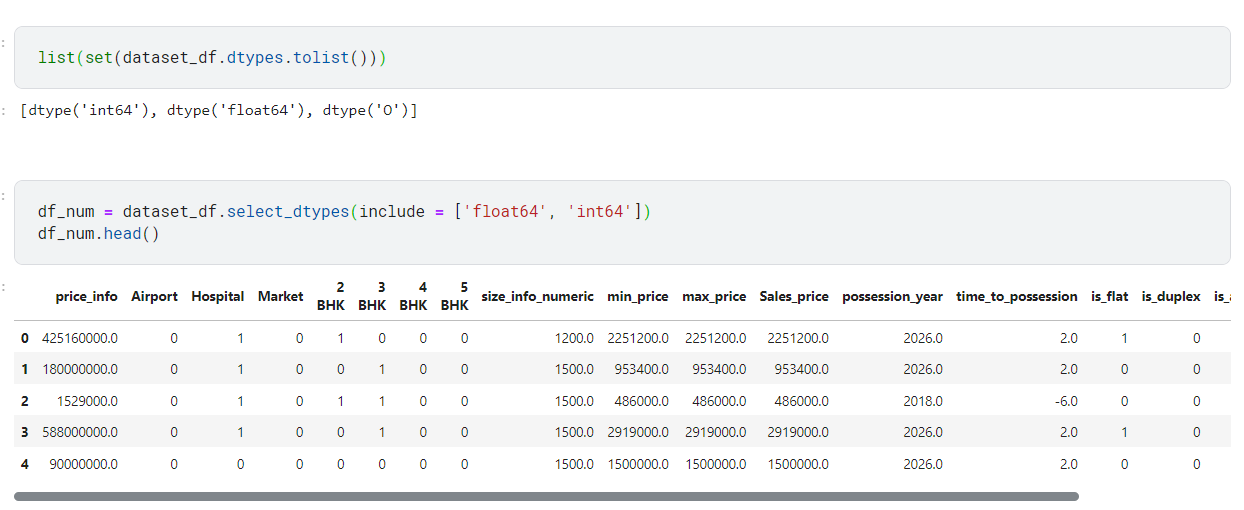 :
list(set(dataset_df.dtypes.tolist()))
: [dtype('int64'), dtype('float64'), dtype('O')]
:
df_num = dataset_df.select_dtypes(include = ['float64', 'int64'])
df_num.head()
:
price_info Airport Hospital Market 2 BHK 3 BHK 4 BHK 5 BHK size_info_numeric min_price max_price Sales_price possession_year time_to_possession is_flat is_duplex is_
0 425160000.0 0 1 0 1 0 0 0 1200.0 2251200.0 2251200.0 2251200.0 2026.0 2.0 1 0
1 180000000.0 0 1 0 0 1 0 0 1500.0 953400.0 953400.0 953400.0 2026.0 2.0 0 0
2 1529000.0 0 1 0 1 1 0 0 1500.0 486000.0 486000.0 486000.0 2018.0 -6.0 0 0
3 588000000.0 0 1 0 0 1 0 0 1500.0 2919000.0 2919000.0 2919000.0 2026.0 2.0 1 0
4 90000000.0 0 0 0 0 0 0 0 1500.0 1500000.0 1500000.0 1500000.0 2026.0 2.0 0 0